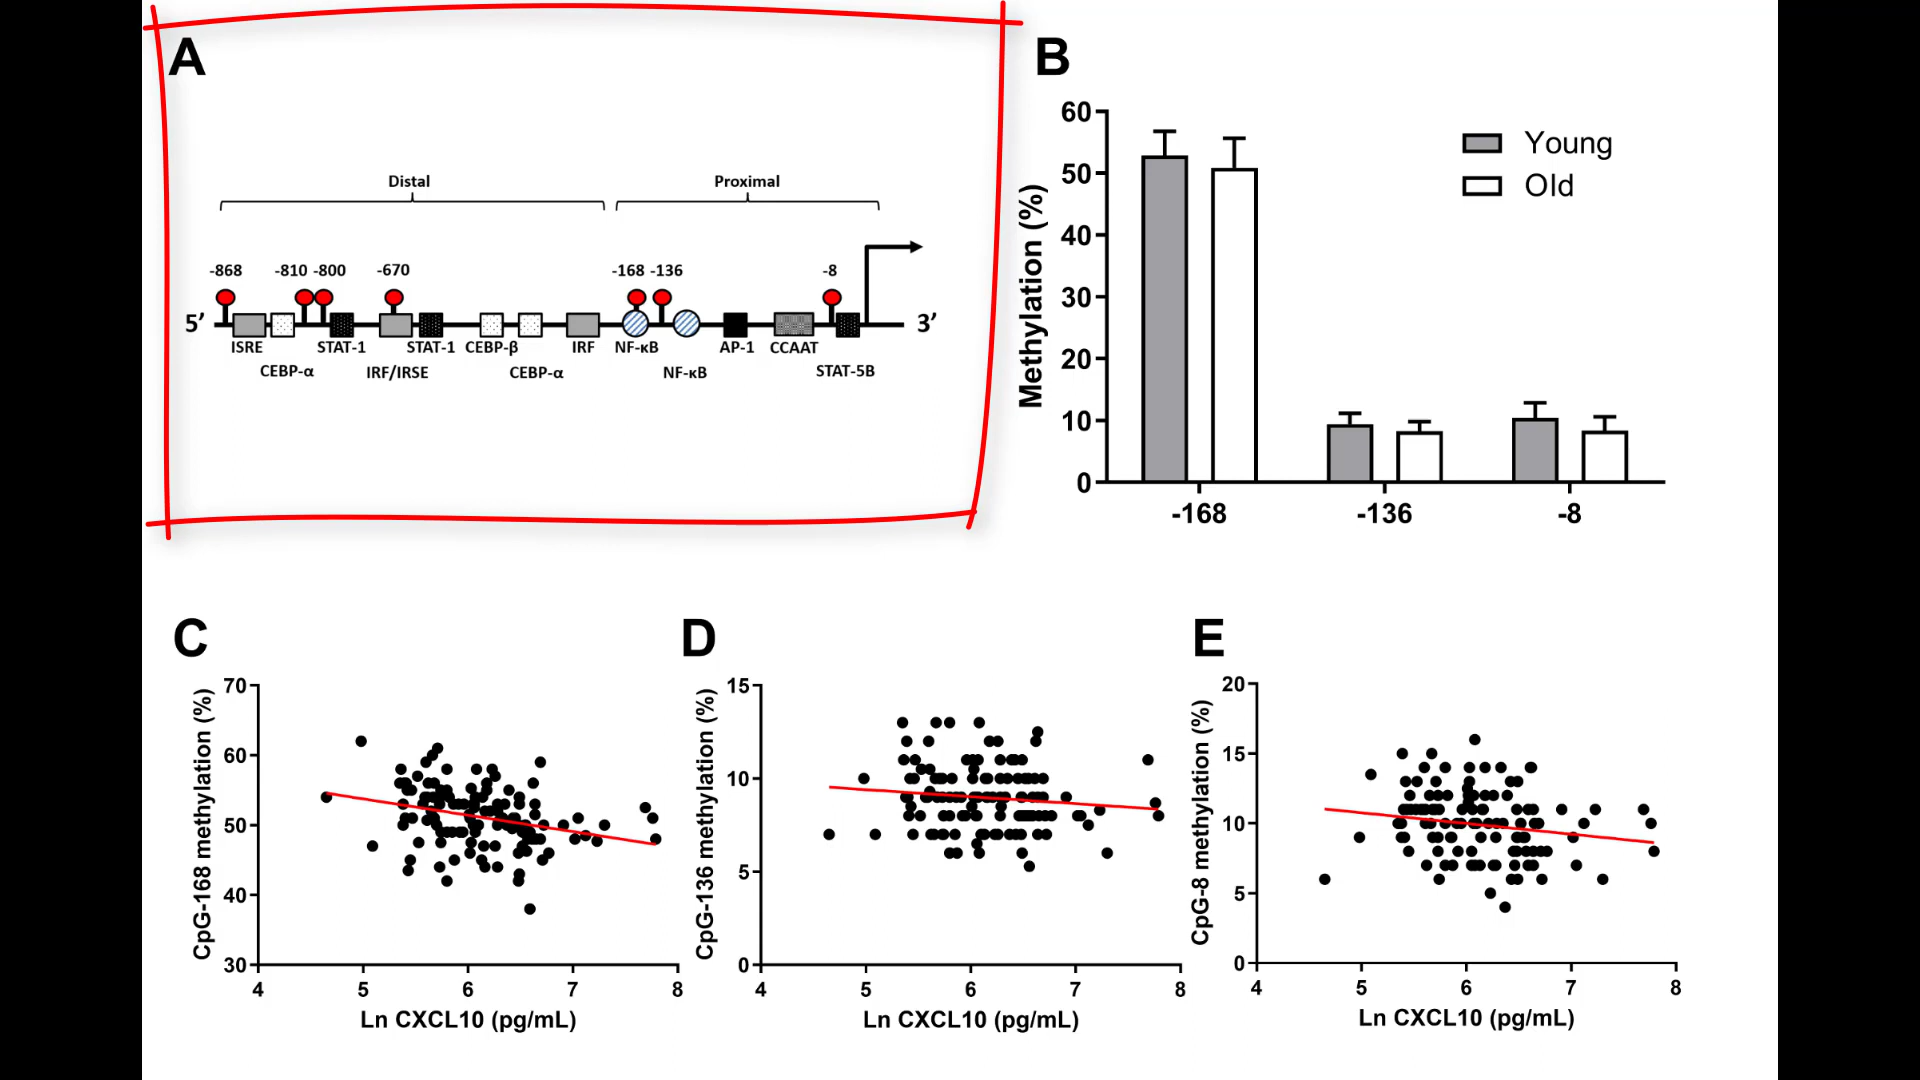 A
Distal
Proximal
-868
-810
-800
-670
-168
-136
-8
5’
3’
ISRE
STAT-1
STAT-1
CEBP-β
IRF
NF-κB
AP-1
CCAAT
CEBP-α
IRF/IRSE
CEBP-α
NF-κB
STAT-5B
B
Methylation (%)
60
50
40
30
20
10
0
Young
Old
-168
-136
-8
C
CpG-168 methylation (%)
70
60
50
40
30
4
5
6
7
8
Ln CXCL10 (pg/mL)
D
CpG-136 methylation (%)
15
10
5
0
4
5
6
7
8
Ln CXCL10 (pg/mL)
E
CpG-8 methylation (%)
20
15
10
5
0
4
5
6
7
8
Ln CXCL10 (pg/mL)